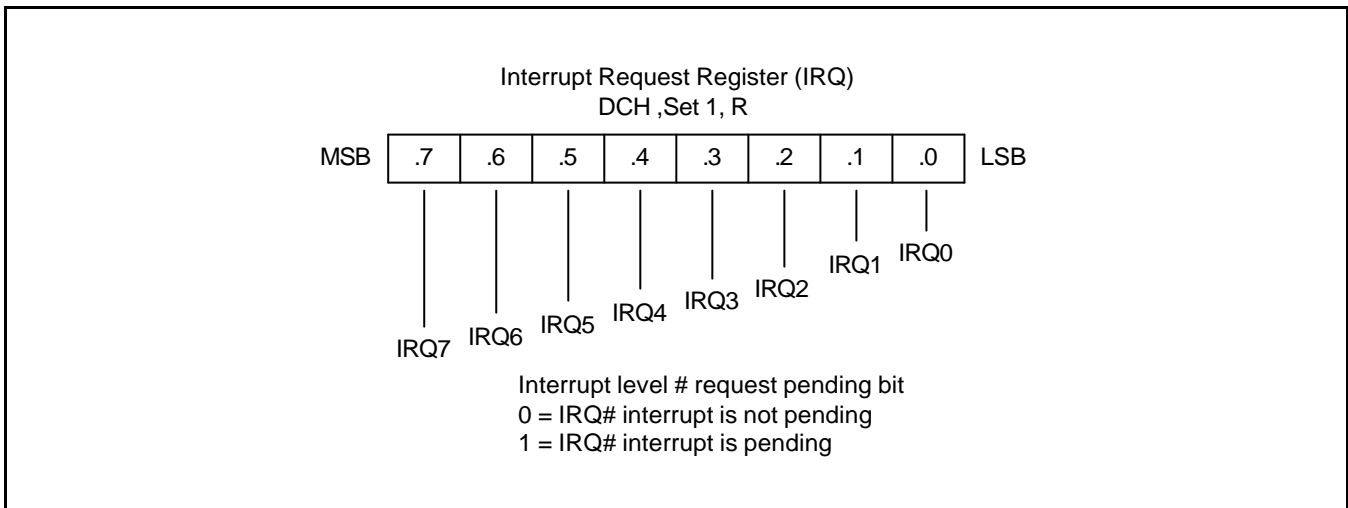 Interrupt Request Register (IRQ)
DCH ,Set 1, R
MSB .7 .6 .5 .4 .3 .2 .1 .0 LSB
IRQ7 IRQ6 IRQ5 IRQ4 IRQ3 IRQ2 IRQ1 IRQ0
Interrupt level # request pending bit
0 = IRQ# interrupt is not pending
1 = IRQ# interrupt is pending